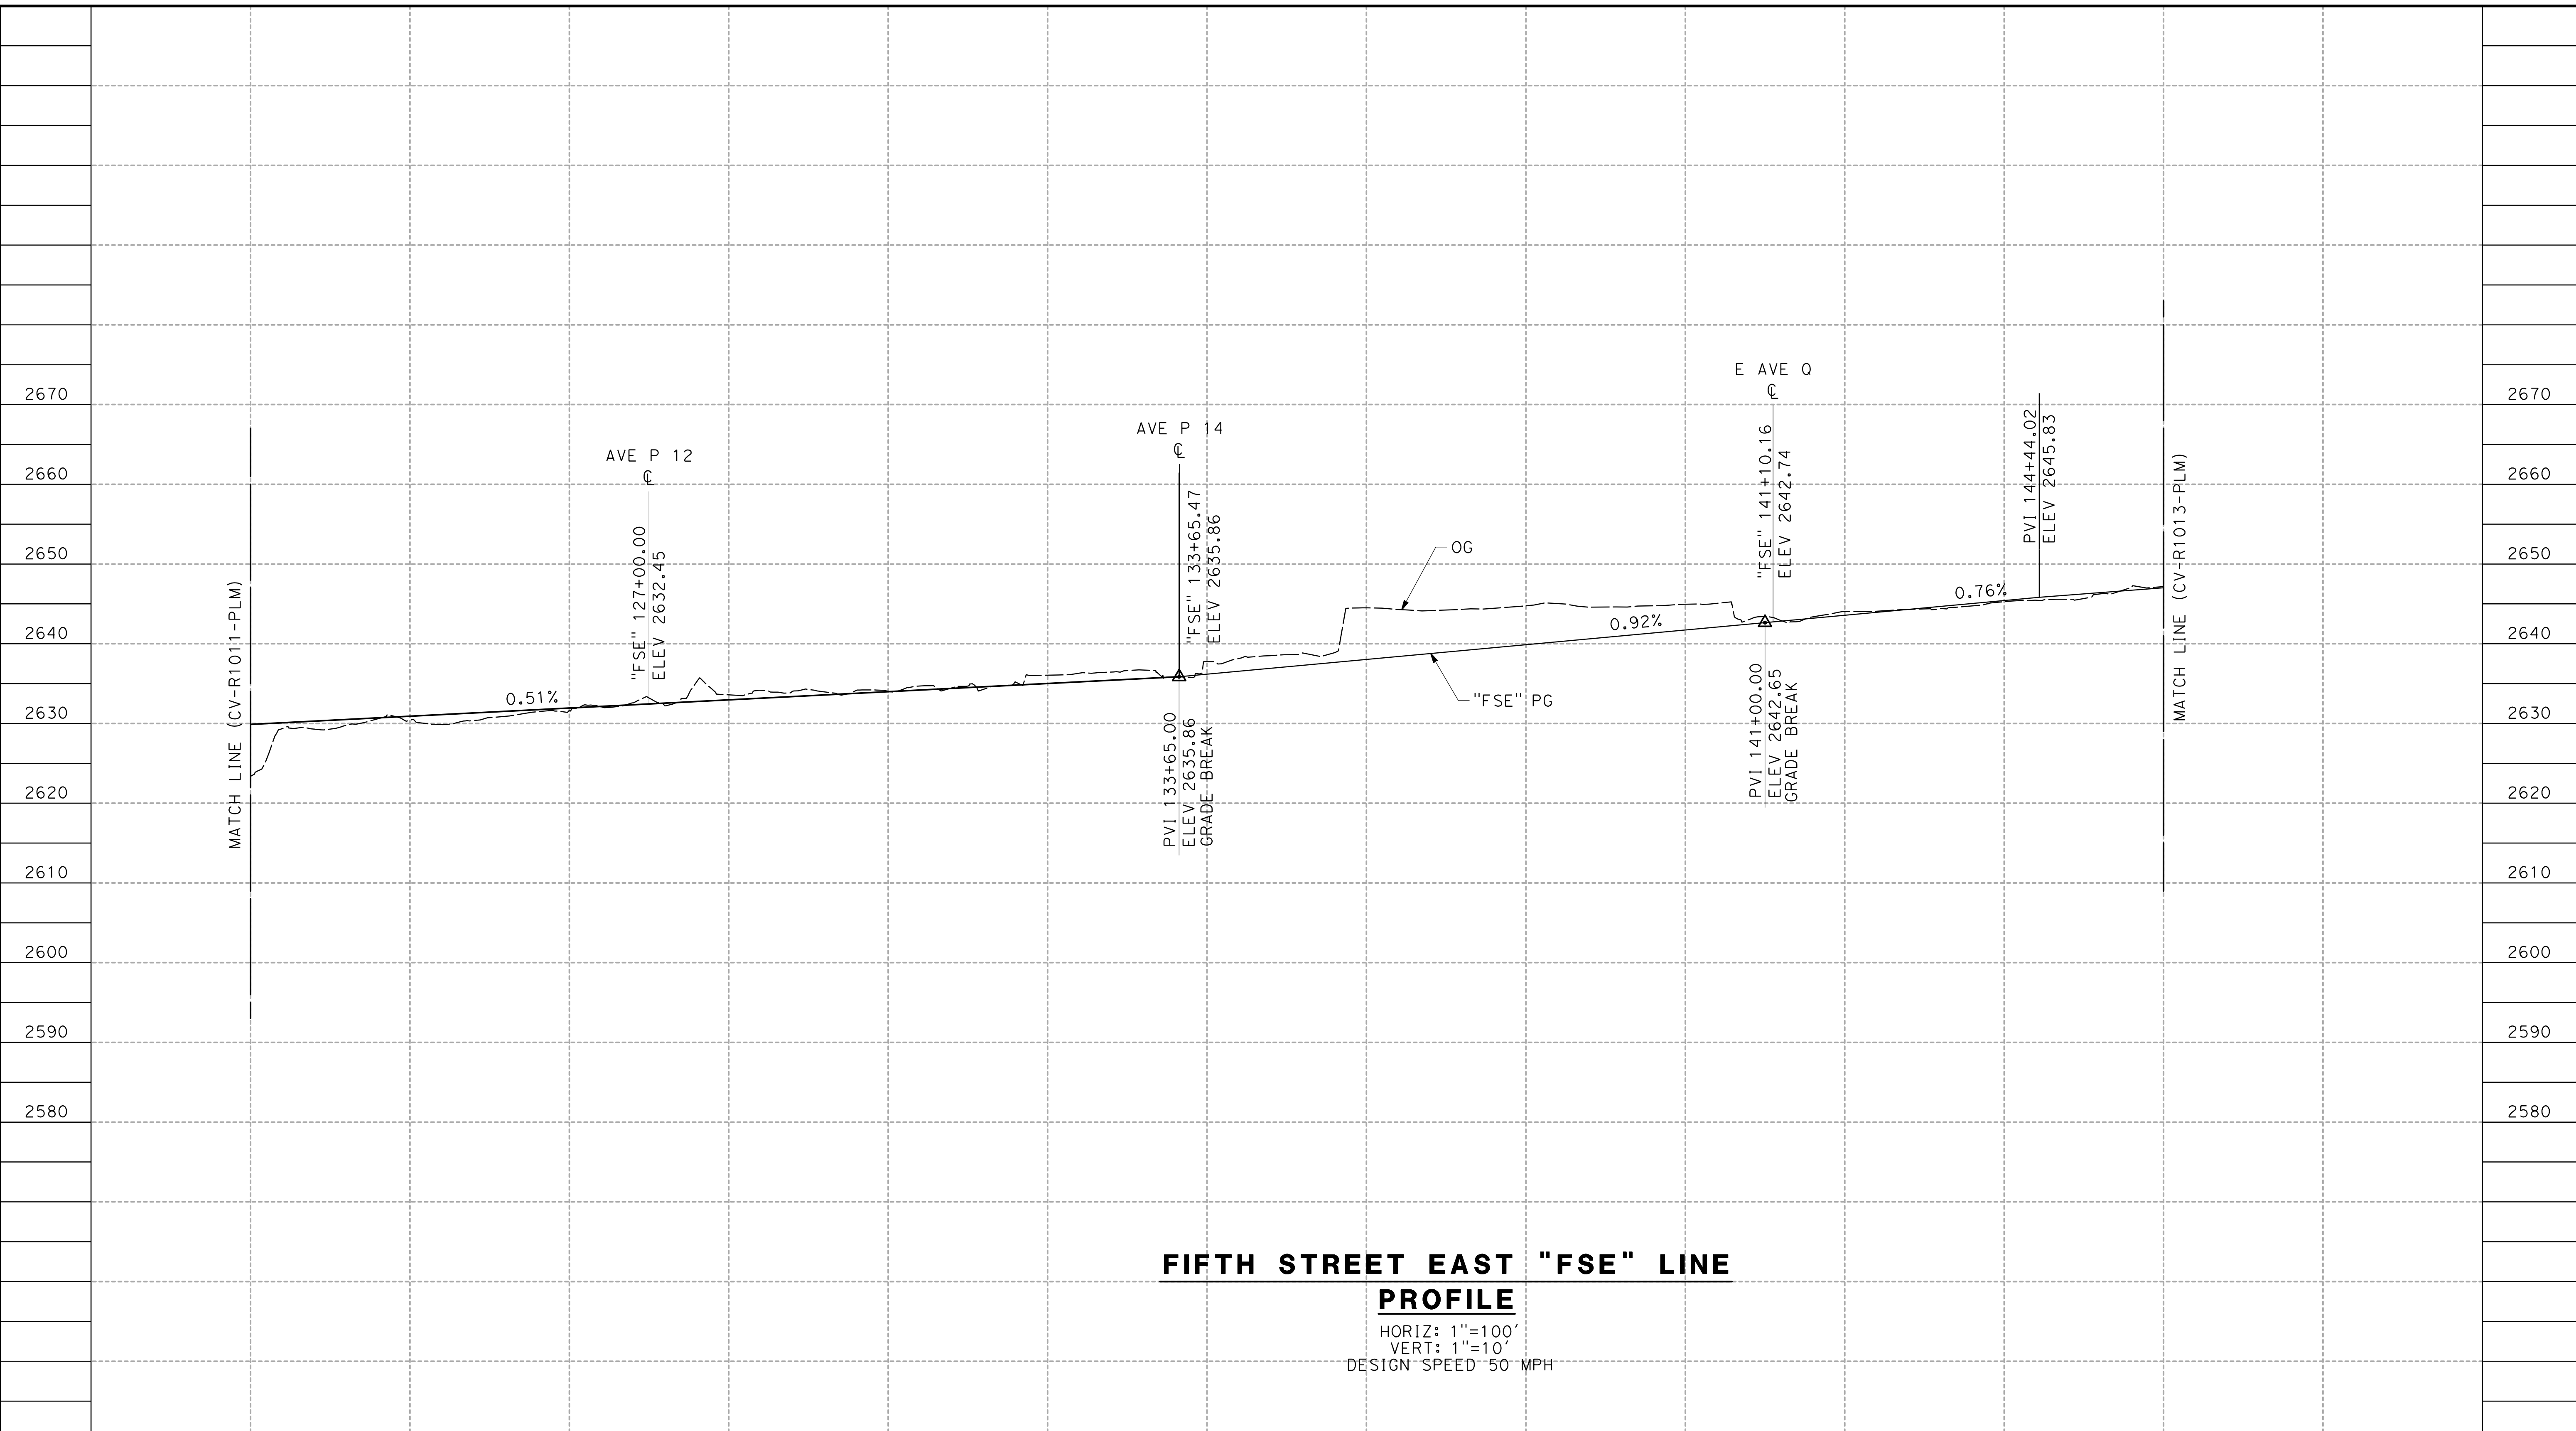 2670
2660
2650
2640
2630
2620
2610
2600
2590
2580
MATCH LINE (CV-R1011-PLM)
0.51%
AVE P 12
℄
"FSE" 127+00.00
ELEV 2632.45
AVE P 14
℄
"FSE" 133+65.47
ELEV 2635.86
PVI 133+65.00
ELEV 2635.86
GRADE BREAK
OG
"FSE" PG
0.92%
E AVE Q
℄
"FSE" 141+10.16
ELEV 2642.74
PVI 141+00.00
ELEV 2642.65
GRADE BREAK
0.76%
PVI 144+44.02
ELEV 2645.83
MATCH LINE (CV-R1013-PLM)
2670
2660
2650
2640
2630
2620
2610
2600
2590
2580
FIFTH STREET EAST "FSE" LINE
PROFILE
HORIZ: 1"=100'
VERT: 1"=10'
DESIGN SPEED 50 MPH